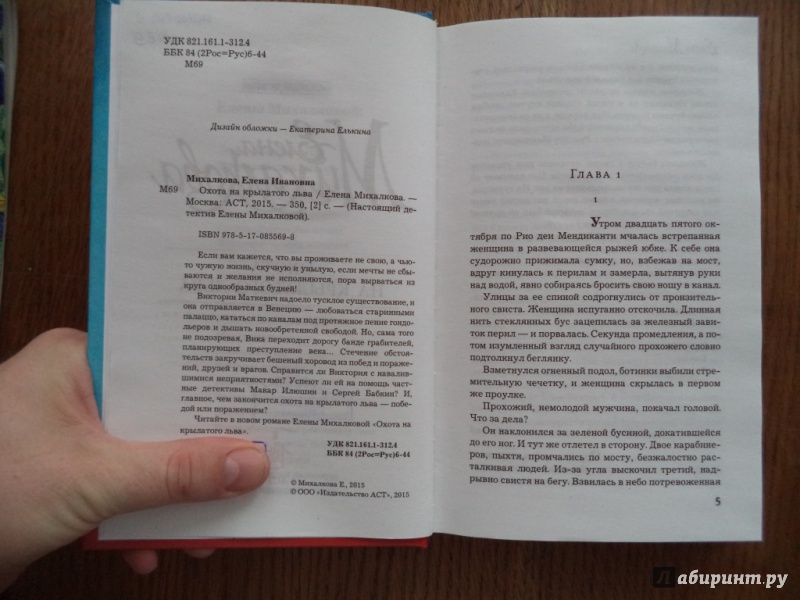 УДК 821.161.1-312.4
ББК 84 (2Рос=Рус)6-44
М69
Дизайн обложки — Екатерина Елькина
Михалкова, Елена Ивановна
М69 Охота на крылатого льва / Елена Михалкова. —
Москва: АСТ, 2015. — 350, [2] с. — (Настоящий де-
тектив Елены Михалковой).
ISBN 978-5-17-085569-8
Если вам кажется, что вы проживаете не свою, а чью-
то чужую жизнь, скучную и унылую, если мечты не сбы-
ваются и желания не исполняются, пора вырваться из
круга однообразных будней!
Виктории Маткевич надоело тусклое существование, и
она отправляется в Венецию — любоваться старинными
палаццо, кататься по каналам под протяжное пение гондо-
льеров и дышать новообретенной свободой. Но, сама того
не подозревая, Вика переходит дорогу банде грабителей,
планирующих преступление века... Стечение обстоя-
тельств закручивает бешеный хоровод из побед и пораже-
ний, друзей и врагов. Справится ли Виктория с навалив-
шимися неприятностями? Успеют ли ей на помощь част-
ные детективы Макар Илюшин и Сергей Бабкин? И,
главное, чем закончится охота на крылатого льва — побе-
дой или поражением?
Читайте в новом романе Елены Михалковой «Охота на
крылатого льва».
УДК 821.161.1-312.4
ББК 84 (2Рос=Рус)6-44
© Михалкова Е., 2015
© ООО «Издательство АСТ», 2015
Глава 1
1
Утром двадцать пятого ок-
тября по Рио деи Мендиканти мчалась встрепанная
женщина в развевающейся рыжей юбке. К себе она
судорожно прижимала сумку, но, взбежав на мост,
вдруг кинулась к перилам и замерла, вытянув руки
над водой, явно собираясь бросить свою ношу в канал.
Улицы за ее спиной содрогнулись от пронзитель-
ного свиста. Женщина испуганно отскочила. Длинная
нить стеклянных бус зацепилась за железный завит-
ок перил — и порвалась. Секунда промедления, а по-
том изумленный взгляд случайного прохожего словно
подтолкнул беглянку.
Взметнулся огненный подол, ботинки выбили стре-
мительную чечетку, и женщина скрылась в первом
же проулке.
Прохожий, немолодой мужчина, покачал головой.
Что за дела?
Он наклонился за зеленой бусиной, докатившейся
до его ног. И тут же отлетел в сторону. Двое карабине-
ров, пыхтя, промчались по мосту, безжалостно рас-
талкивая людей. Из-за угла выскочил третий, над-
рывно свистя на бегу. Взвилась в небо потревоженная
5
Лабиринт.ру